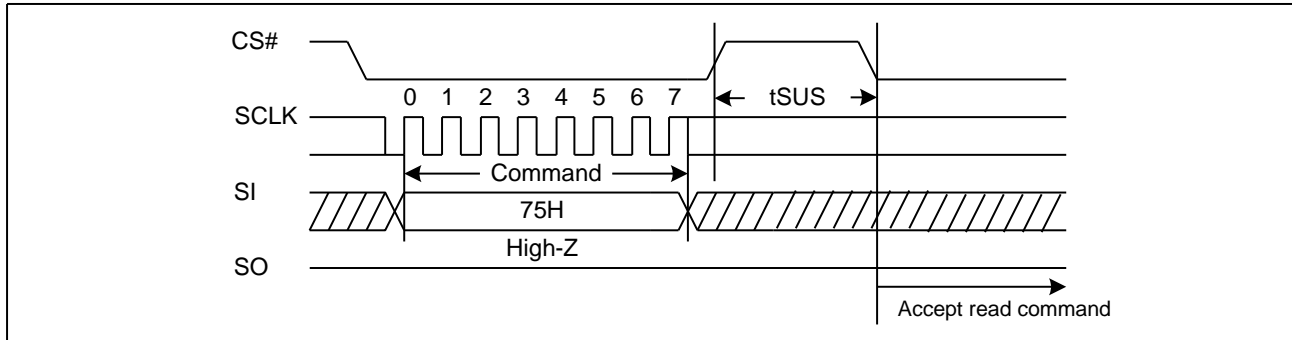 CS#
tSUS
0 1 2 3 4 5 6 7
SCLK
Command
SI
75H
High-Z
SO
Accept read command